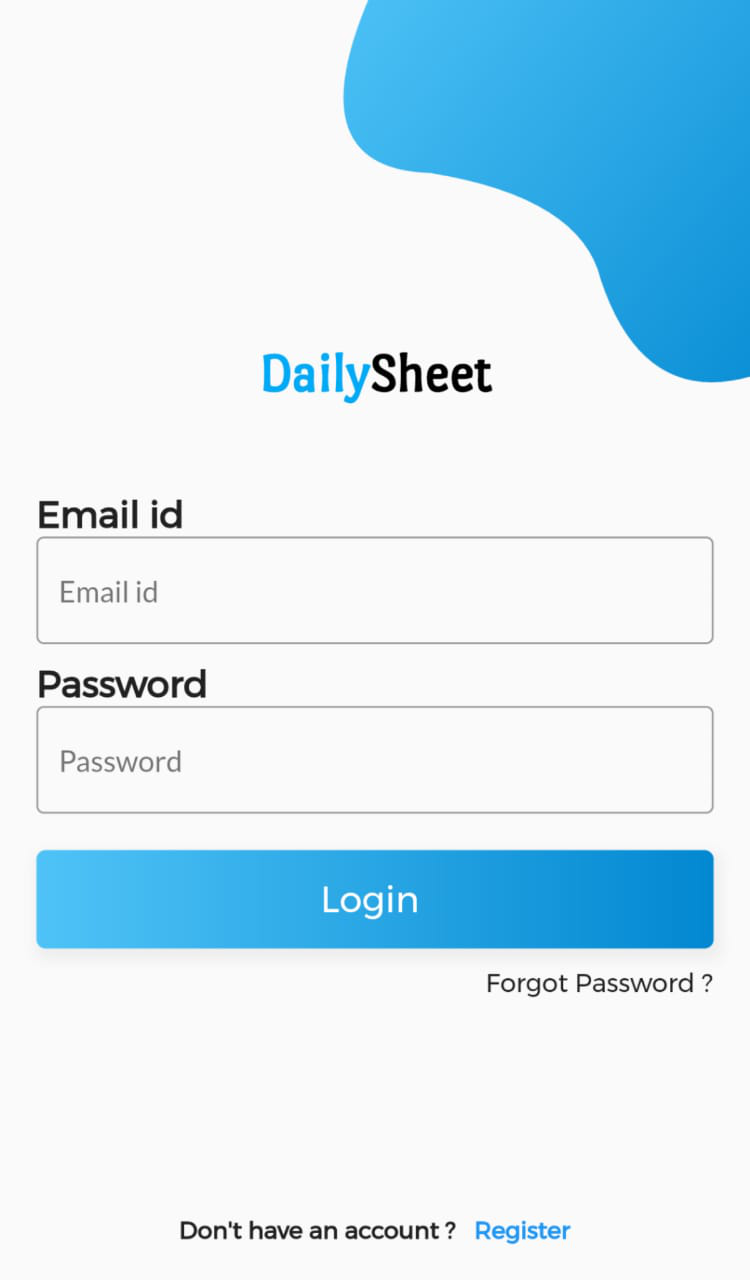 DailySheet
Email id
Email id
Password
Password
Login
Forgot Password ?
Don't have an account ? Register